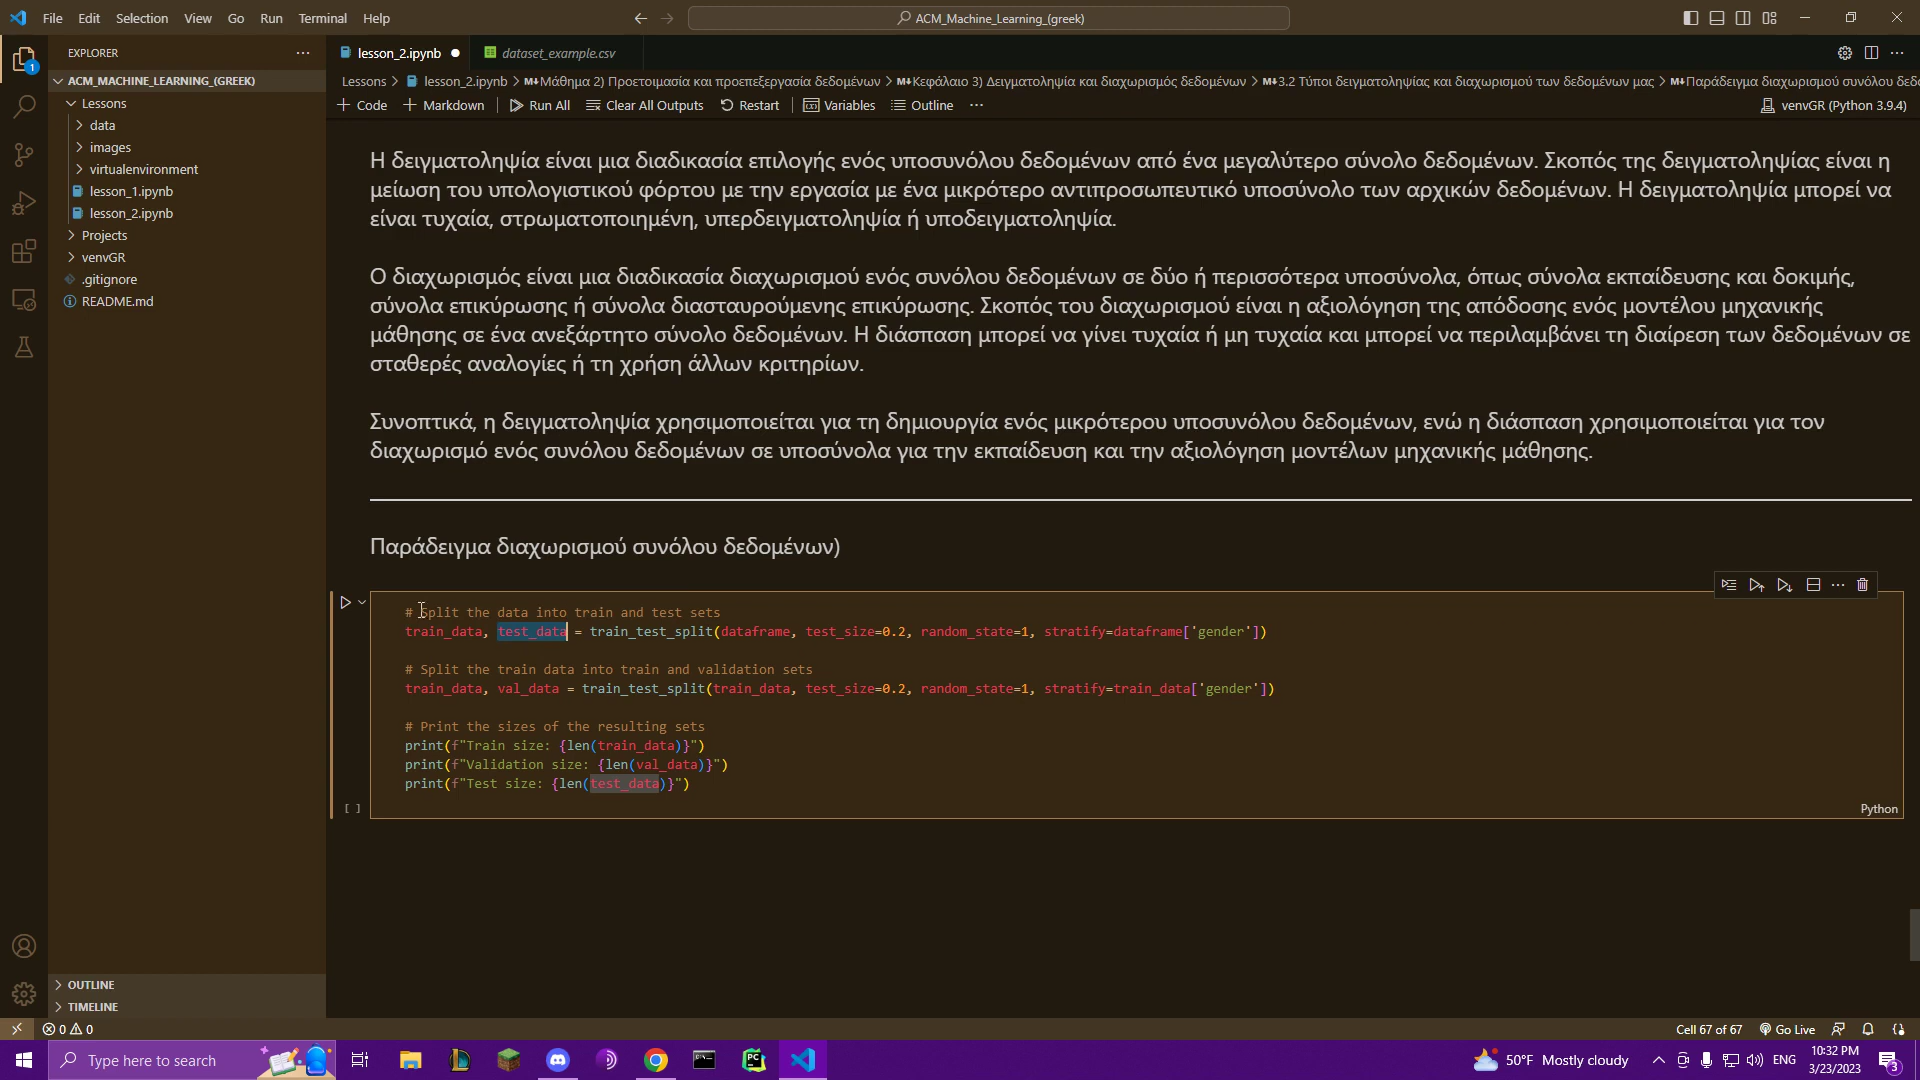 File Edit Selection View Go Run Terminal Help
ACM_Machine_Learning_(greek)
EXPLORER
lesson_2.ipynb
dataset_example.csv
ACM_MACHINE_LEARNING_(GREEK)
Lessons > lesson_2.ipynb > Μάθημα 2) Προετοιμασία και προεπεξεργασία δεδομένων > Κεφάλαιο 3) Δειγματοληψία και διαχωρισμός δεδομένων > 3.2 Τύποι δειγματοληψίας και διαχωρισμού των δεδομένων μας > Παράδειγμα διαχωρισμού συνόλου δεδο
+ Code + Markdown Run All Clear All Outputs Restart Variables Outline ...
venvGR (Python 3.9.4)
Lessons
data
images
virtualenvironment
lesson_1.ipynb
lesson_2.ipynb
Projects
venvGR
.gitignore
README.md
Η δειγματοληψία είναι μια διαδικασία επιλογής ενός υποσυνόλου δεδομένων από ένα μεγαλύτερο σύνολο δεδομένων. Σκοπός της δειγματοληψίας είναι η
μείωση του υπολογιστικού φόρτου με την εργασία με ένα μικρότερο αντιπροσωπευτικό υποσύνολο των αρχικών δεδομένων. Η δειγματοληψία μπορεί να
είναι τυχαία, στρωματοποιημένη, υπερδειγματοληψία ή υποδειγματοληψία.
Ο διαχωρισμός είναι μια διαδικασία διαχωρισμού ενός συνόλου δεδομένων σε δύο ή περισσότερα υποσύνολα, όπως σύνολα εκπαίδευσης και δοκιμής,
σύνολα επικύρωσης ή σύνολα διασταυρούμενης επικύρωσης. Σκοπός του διαχωρισμού είναι η αξιολόγηση της απόδοσης ενός μοντέλου μηχανικής
μάθησης σε ένα ανεξάρτητο σύνολο δεδομένων. Η διάσπαση μπορεί να γίνει τυχαία ή μη τυχαία και μπορεί να περιλαμβάνει τη διαίρεση των δεδομένων σε
σταθερές αναλογίες ή τη χρήση άλλων κριτηρίων.
Συνοπτικά, η δειγματοληψία χρησιμοποιείται για τη δημιουργία ενός μικρότερου υποσυνόλου δεδομένων, ενώ η διάσπαση χρησιμοποιείται για τον
διαχωρισμό ενός συνόλου δεδομένων σε υποσύνολα για την εκπαίδευση και την αξιολόγηση μοντέλων μηχανικής μάθησης.
Παράδειγμα διαχωρισμού συνόλου δεδομένων)
# Split the data into train and test sets
train_data, test_data = train_test_split(dataframe, test_size=0.2, random_state=1, stratify=dataframe['gender'])
# Split the train data into train and validation sets
train_data, val_data = train_test_split(train_data, test_size=0.2, random_state=1, stratify=train_data['gender'])
# Print the sizes of the resulting sets
print(f"Train size: {len(train_data)}")
print(f"Validation size: {len(val_data)}")
print(f"Test size: {len(test_data)}")
[ ]
Python
OUTLINE
TIMELINE
0 0
Cell 67 of 67 Go Live
Type here to search
50°F Mostly cloudy
ENG
10:32 PM
3/23/2023
3
1